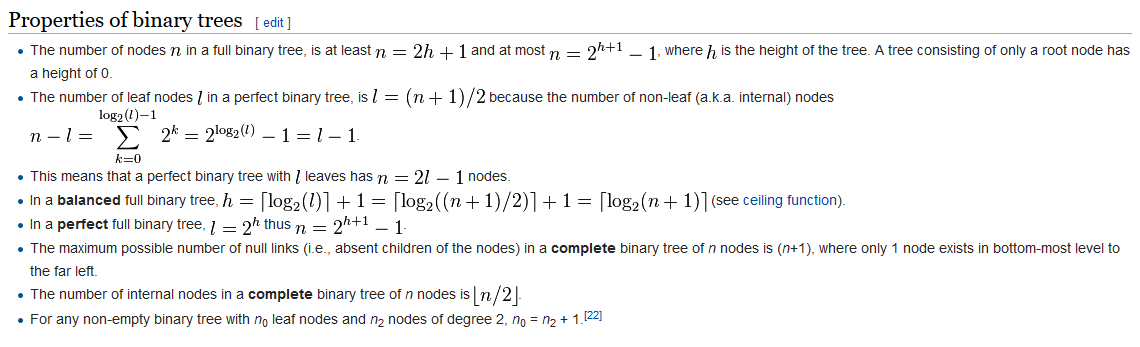 Properties of binary trees [ edit ]
• The number of nodes n in a full binary tree, is at least n = 2h + 1 and at most n = 2^{h+1} − 1, where h is the height of the tree. A tree consisting of only a root node has
a height of 0.
• The number of leaf nodes l in a perfect binary tree, is l = (n + 1)/2 because the number of non-leaf (a.k.a. internal) nodes
n − l = \sum_{k=0}^{\log_2(l)−1} 2^k = 2^{\log_2(l)} − 1 = l − 1.
• This means that a perfect binary tree with l leaves has n = 2l − 1 nodes.
• In a balanced full binary tree, h = ⌈log₂(l)⌉ + 1 = ⌈log₂((n + 1)/2)⌉ + 1 = ⌈log₂(n + 1)⌉ (see ceiling function).
• In a perfect full binary tree, l = 2^h thus n = 2^{h+1} − 1.
• The maximum possible number of null links (i.e., absent children of the nodes) in a complete binary tree of n nodes is (n+1), where only 1 node exists in bottom-most level to
the far left.
• The number of internal nodes in a complete binary tree of n nodes is ⌊n/2⌋.
• For any non-empty binary tree with n₀ leaf nodes and n₂ nodes of degree 2, n₀ = n₂ + 1.[22]